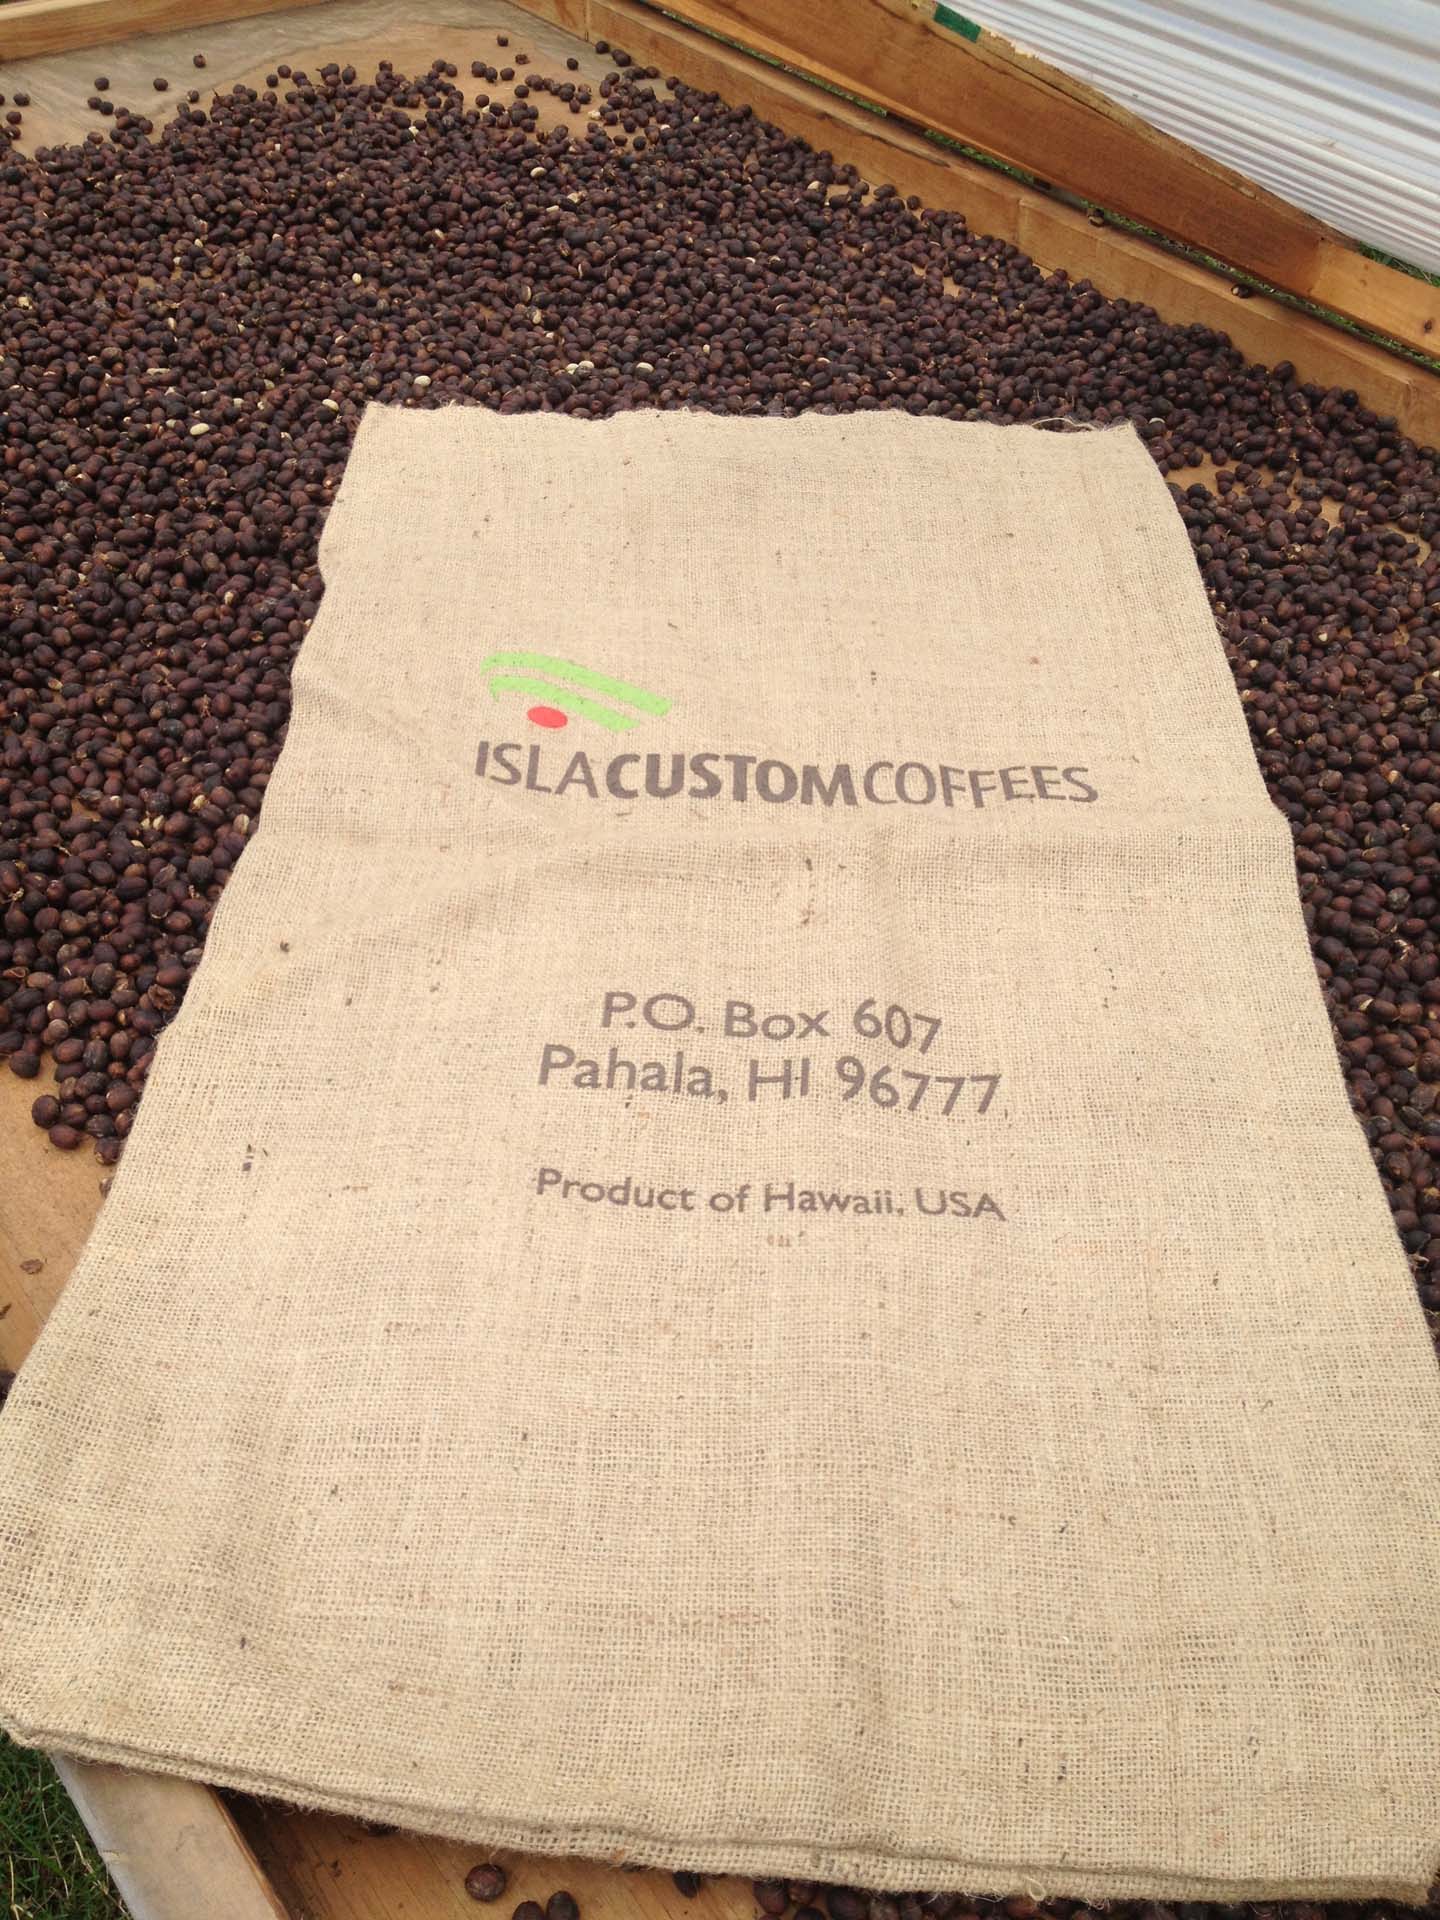 ISLACUSTOMCOFFEES
P.O. Box 607
Pahala, HI 96777
Product of Hawaii, USA